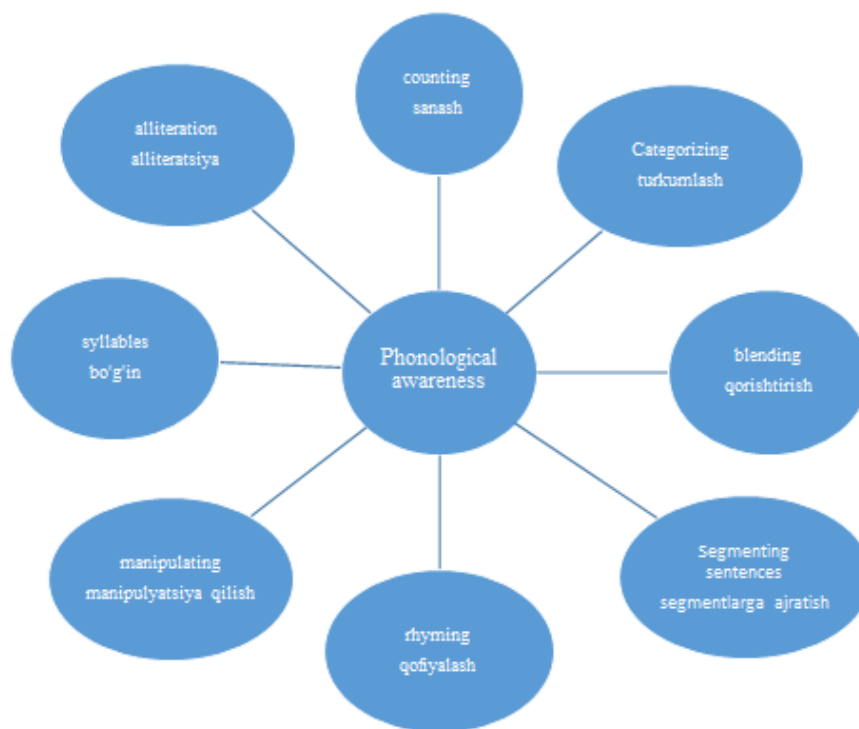 counting
sanash
alliteration
alliteratsiya
Categorizing
turkumlash
syllables
bo'g'in
Phonological
awareness
blending
qorishtirish
manipulating
manipulyatsiya qilish
Segmenting
sentences
segmentlarga ajratish
rhyming
qofiyalash